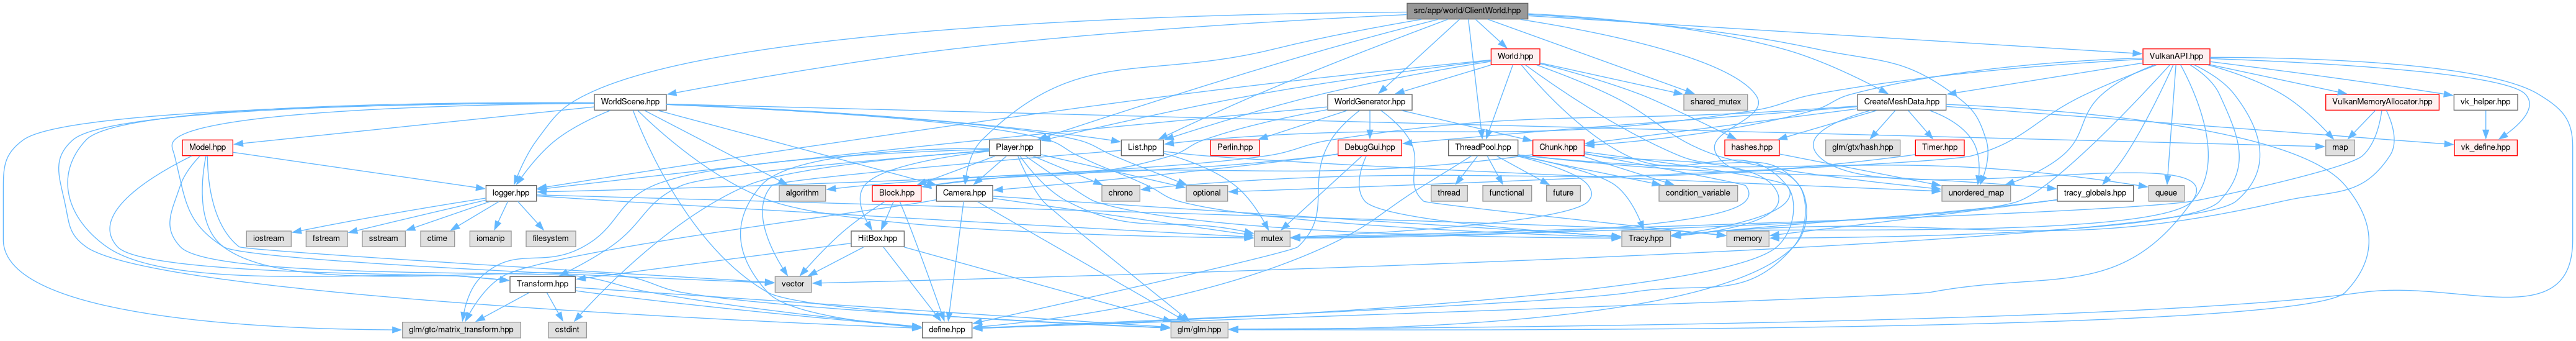 src/app/world/ClientWorld.hpp
World.hpp
VulkanAPI.hpp
WorldScene.hpp
WorldGenerator.hpp
shared_mutex
CreateMeshData.hpp
VulkanMemoryAllocator.hpp
vk_helper.hpp
Model.hpp
Player.hpp
List.hpp
Perlin.hpp
DebugGui.hpp
ThreadPool.hpp
Chunk.hpp
hashes.hpp
glm/gtx/hash.hpp
Timer.hpp
map
vk_define.hpp
logger.hpp
algorithm
Block.hpp
Camera.hpp
chrono
optional
thread
functional
future
condition_variable
unordered_map
tracy_globals.hpp
queue
iostream
fstream
sstream
ctime
iomanip
filesystem
HitBox.hpp
mutex
Tracy.hpp
memory
Transform.hpp
vector
glm/gtc/matrix_transform.hpp
cstdint
define.hpp
glm/glm.hpp